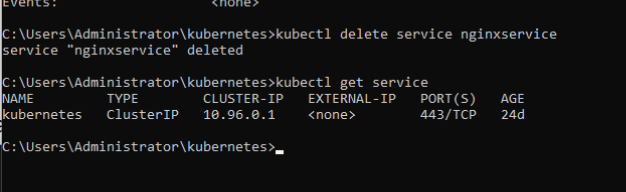 Events:            <none>
C:\Users\Administrator\kubernetes>kubectl delete service nginxservice
service "nginxservice" deleted
C:\Users\Administrator\kubernetes>kubectl get service
NAME         TYPE        CLUSTER-IP   EXTERNAL-IP   PORT(S)   AGE
kubernetes   ClusterIP   10.96.0.1    <none>        443/TCP   24d
C:\Users\Administrator\kubernetes>